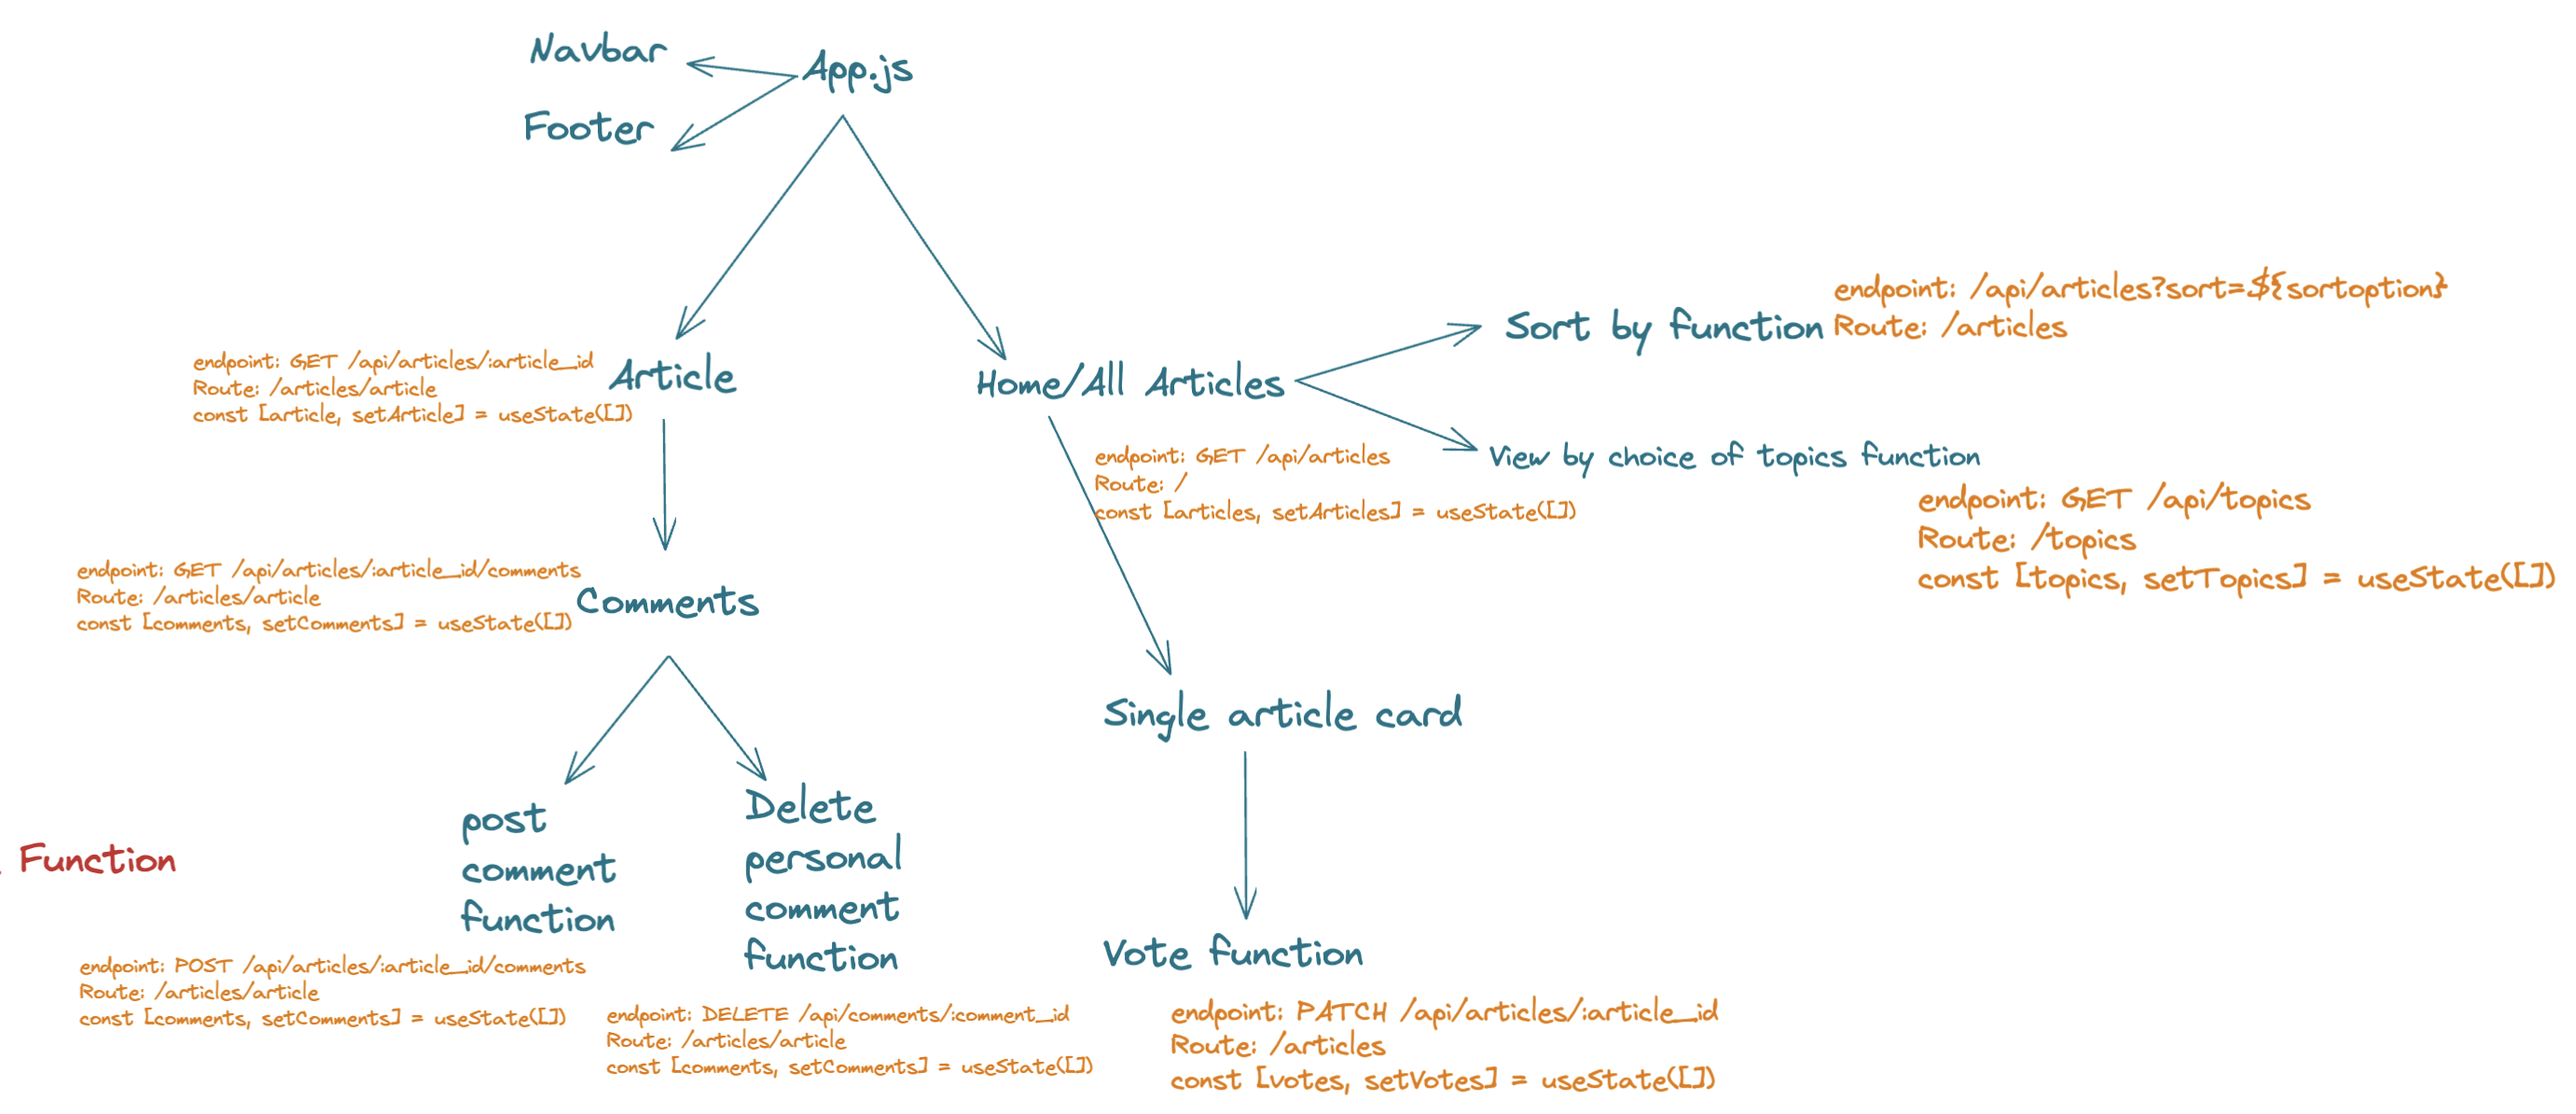 Navbar
App.js
Footer
endpoint: /api/articles?sort=${sortoption}
Sort by function
Route: /articles
endpoint: GET /api/articles/:article_id
Route: /articles/article
const [article, setArticle] = useState([])
Article
Home/All Articles
endpoint: GET /api/articles
Route: /
const [articles, setArticles] = useState([])
View by choice of topics function
endpoint: GET /api/topics
Route: /topics
const [topics, setTopics] = useState([])
endpoint: GET /api/articles/:article_id/comments
Route: /articles/article
const [comments, setComments] = useState([])
Comments
Single article card
post
comment
function
Delete
personal
comment
function
Function
Vote function
endpoint: POST /api/articles/:article_id/comments
Route: /articles/article
const [comments, setComments] = useState([])
endpoint: DELETE /api/comments/:comment_id
Route: /articles/article
const [comments, setComments] = useState([])
endpoint: PATCH /api/articles/:article_id
Route: /articles
const [votes, setVotes] = useState([])